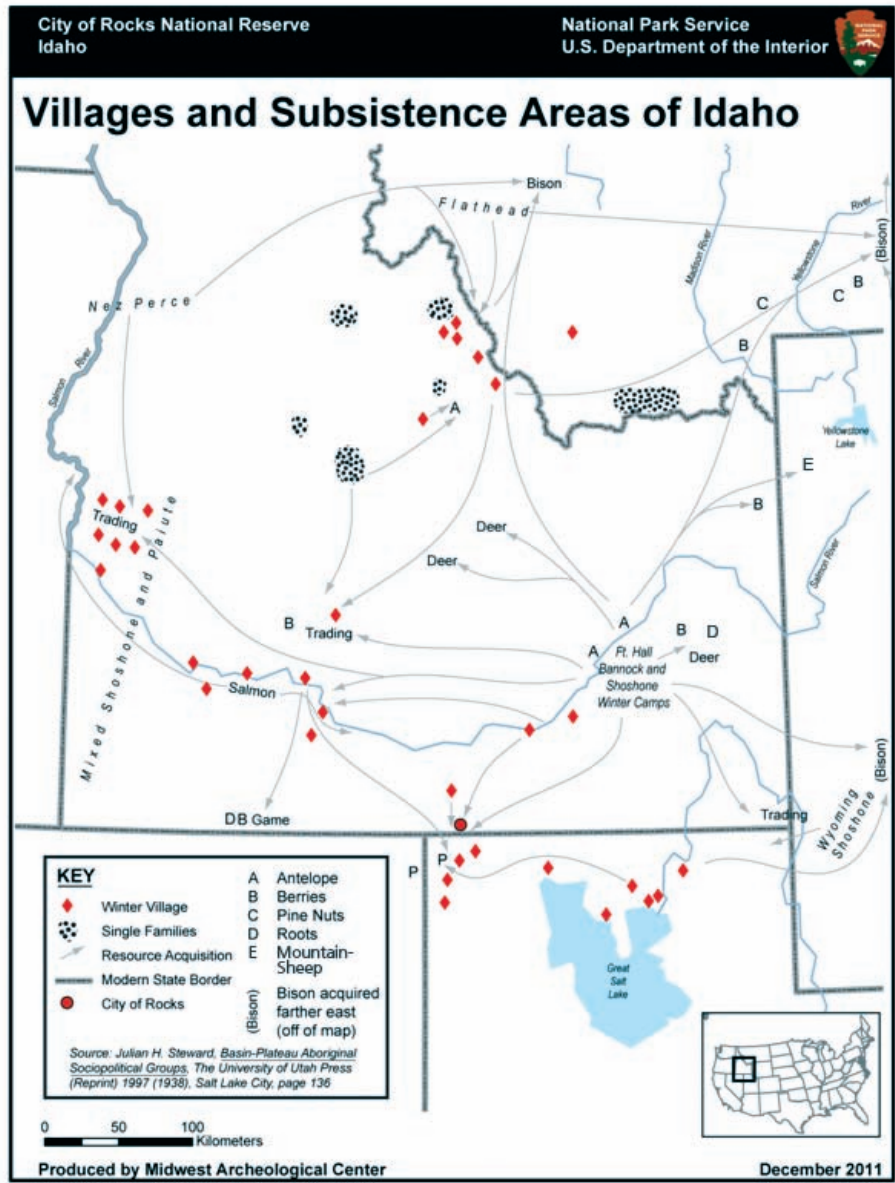 City of Rocks National Reserve
Idaho
National Park Service
U.S. Department of the Interior
NATIONAL
PARK
SERVICE
Villages and Subsistence Areas of Idaho
Bison
Flathead
River
Madison River
Yellowstone
(Bison)
Nez Perce
C
C
B
B
Salmon
River
A
Yellowstone
Lake
E
B
Trading
Deer
Deer
Salmon River
Mixed Shoshone and Paiute
B
Trading
A
B
D
A
Ft. Hall
Bannock and
Shoshone
Winter Camps
Deer
Salmon
(Bison)
DB Game
Trading
Wyoming
Shoshone
P
P
Great
Salt
Lake
KEY
Winter Village
Single Families
Resource Acquisition
Modern State Border
City of Rocks
A Antelope
B Berries
C Pine Nuts
D Roots
E Mountain-
Sheep
(Bison) Bison acquired
farther east
(off of map)
Source: Julian H. Steward, Basin-Plateau Aboriginal
Sociopolitical Groups, The University of Utah Press
(Reprint) 1997 (1938), Salt Lake City, page 136
0 50 100
Kilometers
Produced by Midwest Archeological Center
December 2011